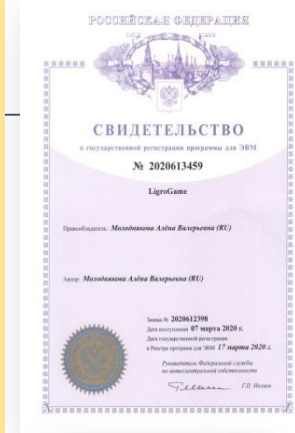 РОССИЙСКАЯ ФЕДЕРАЦИЯ
СВИДЕТЕЛЬСТВО
о государственной регистрации программы для ЭВМ
№ 2020613459
LigroGame
Правообладатель: Молодникова Алёна Валерьевна (RU)
Автор: Молодникова Алёна Валерьевна (RU)
Заявка № 2020612398
Дата поступления 07 марта 2020 г.
Дата государственной регистрации
в Реестре программ для ЭВМ 17 марта 2020 г.
Руководитель Федеральной службы
по интеллектуальной собственности
Г.П. Ивлиев